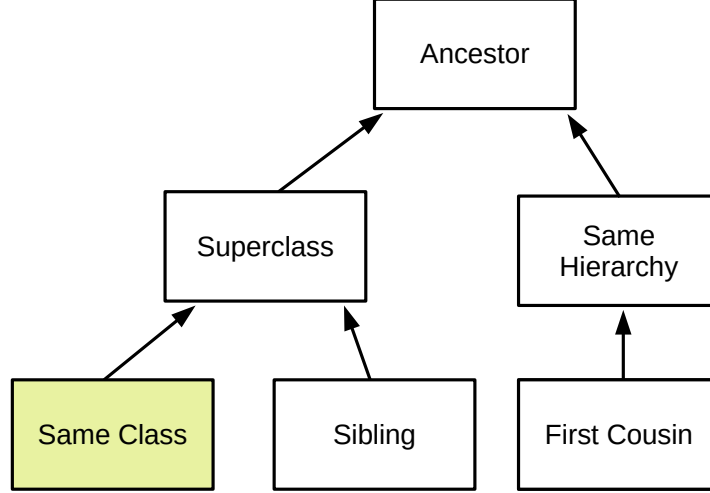 Ancestor
Superclass
Same
Hierarchy
Same Class
Sibling
First Cousin